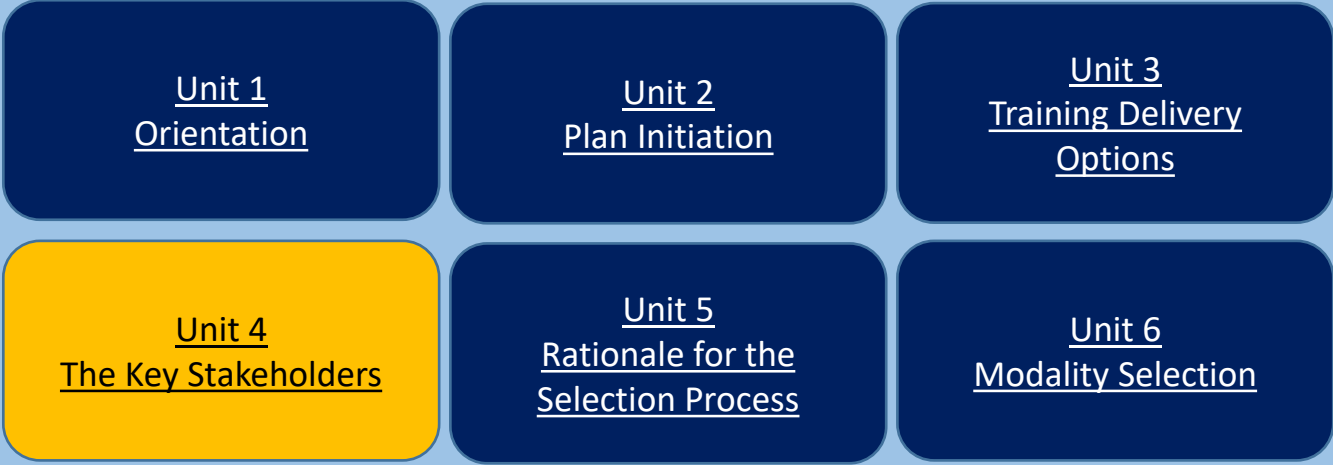 Unit 1
Orientation
Unit 2
Plan Initiation
Unit 3
Training Delivery
Options
Unit 4
The Key Stakeholders
Unit 5
Rationale for the
Selection Process
Unit 6
Modality Selection